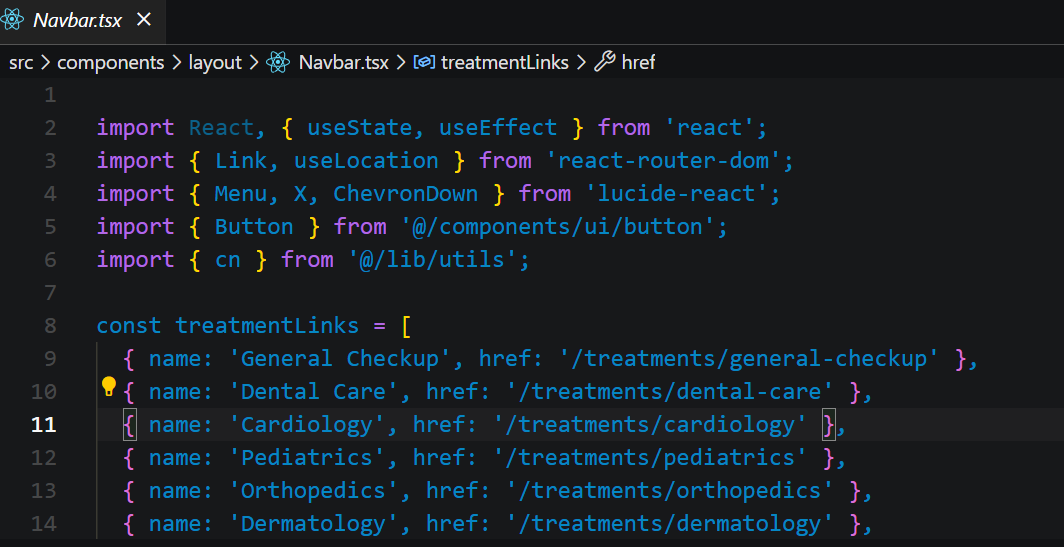 Navbar.tsx
src > components > layout > Navbar.tsx > treatmentLinks > href
1
2 import React, { useState, useEffect } from 'react';
3 import { Link, useLocation } from 'react-router-dom';
4 import { Menu, X, ChevronDown } from 'lucide-react';
5 import { Button } from '@/components/ui/button';
6 import { cn } from '@/lib/utils';
7
8 const treatmentLinks = [
9 { name: 'General Checkup', href: '/treatments/general-checkup' },
10 { name: 'Dental Care', href: '/treatments/dental-care' },
11 { name: 'Cardiology', href: '/treatments/cardiology' },
12 { name: 'Pediatrics', href: '/treatments/pediatrics' },
13 { name: 'Orthopedics', href: '/treatments/orthopedics' },
14 { name: 'Dermatology', href: '/treatments/dermatology' },